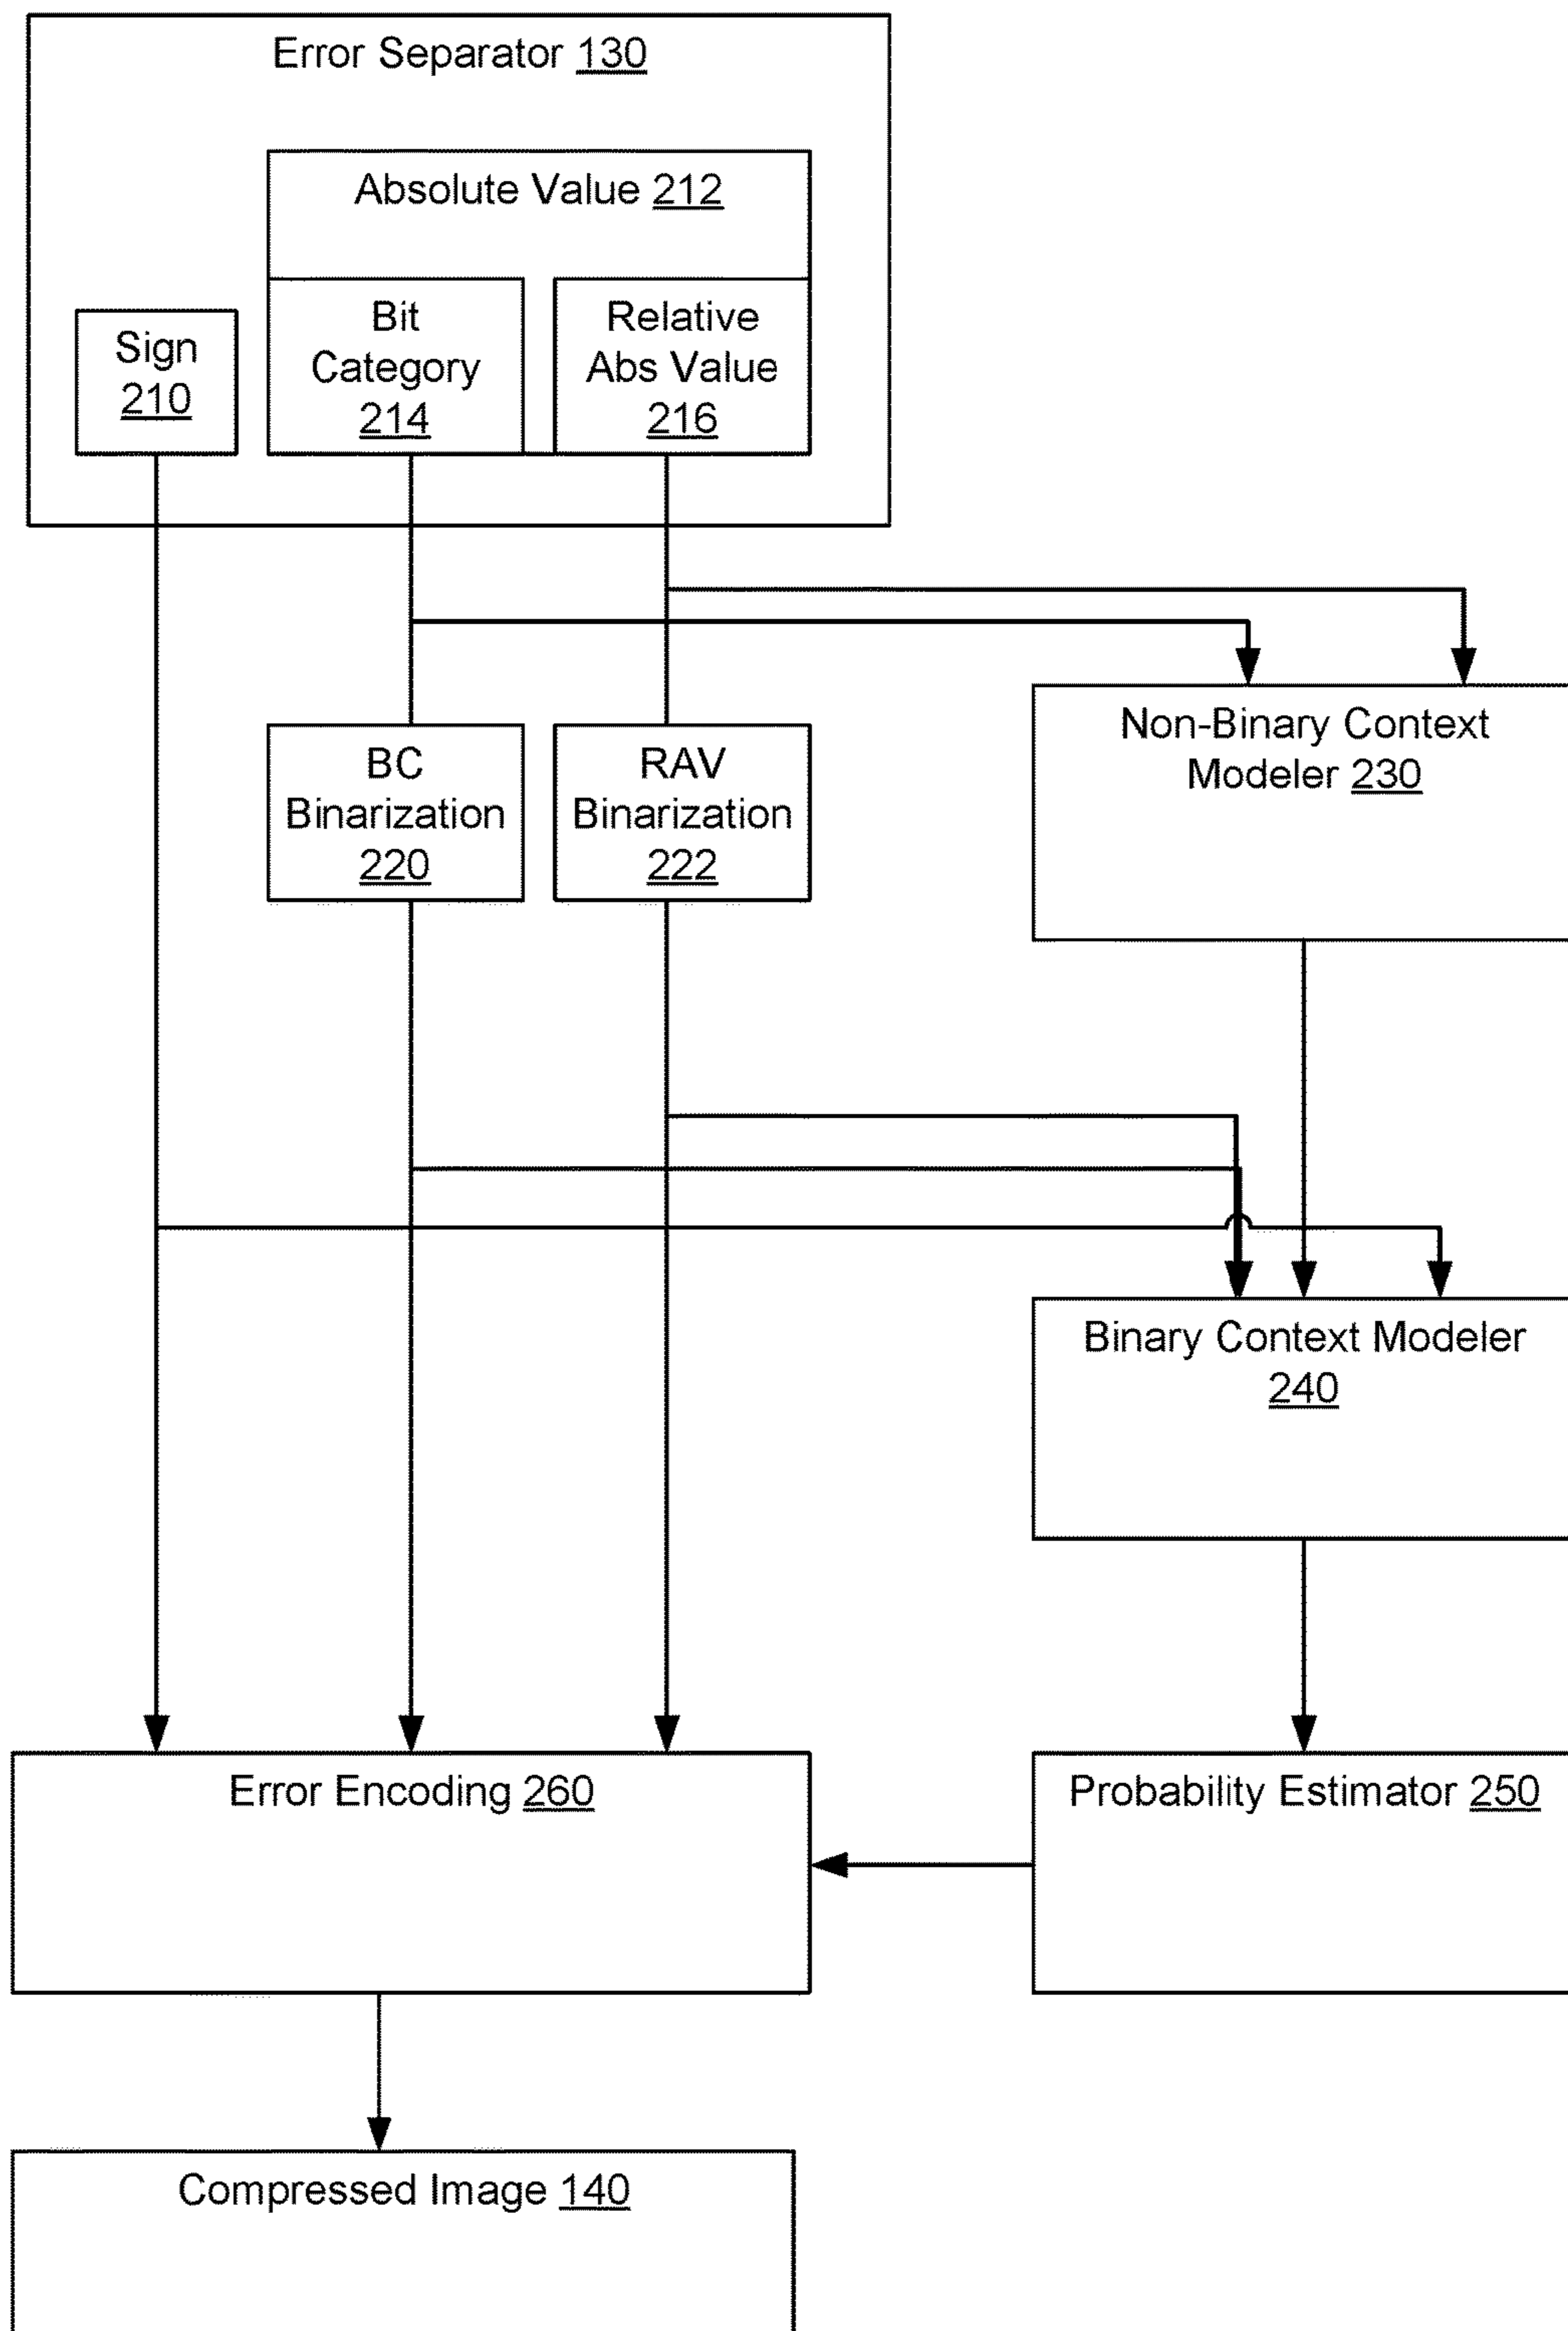 Error Separator 130
Absolute Value 212
Sign
210
Bit
Category
214
Relative
Abs Value
216
BC
Binarization
220
RAV
Binarization
222
Non-Binary Context
Modeler 230
Binary Context Modeler
240
Error Encoding 260
Probability Estimator 250
Compressed Image 140